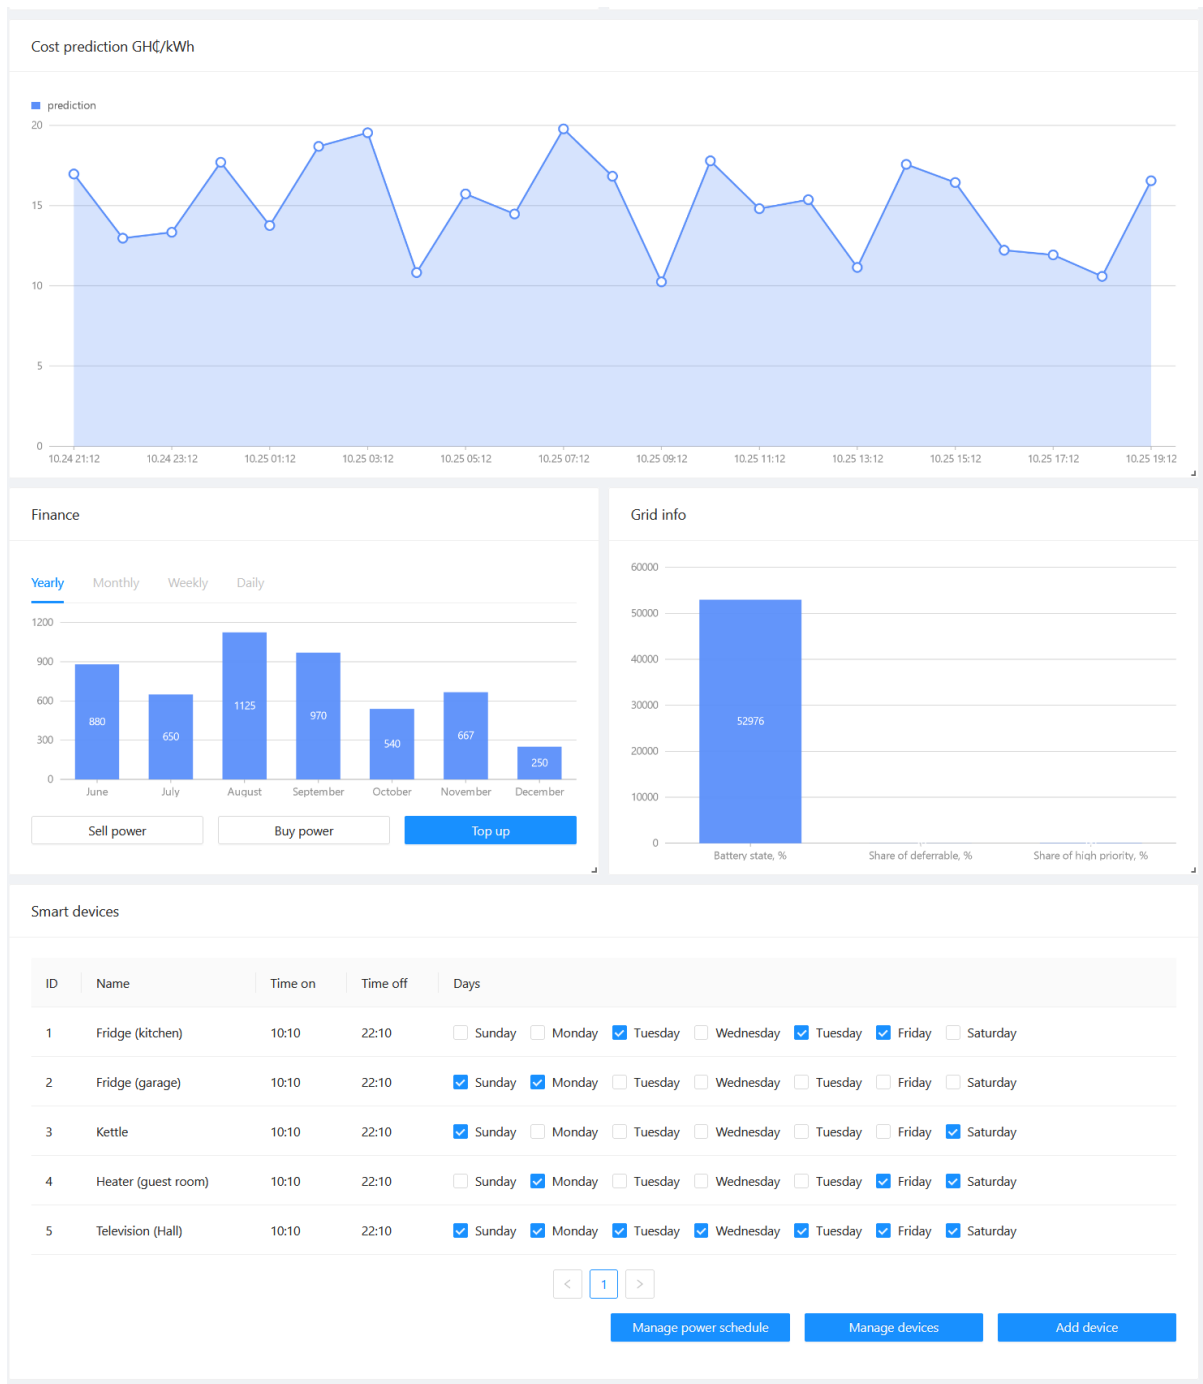 Cost prediction GH₵/kWh
prediction
20
15
10
5
0
10.24 21:12 10.24 23:12 10.25 01:12 10.25 03:12 10.25 05:12 10.25 07:12 10.25 09:12 10.25 11:12 10.25 13:12 10.25 15:12 10.25 17:12 10.25 19:12
Finance
Yearly Monthly Weekly Daily
1200
900
600
300
0
880 650 1125 970 540 667 250
June July August September October November December
Sell power Buy power Top up
Grid info
60000
50000
40000
30000
20000
10000
0
52976
Battery state, % Share of deferrable, % Share of high priority, %
Smart devices
ID Name Time on Time off Days
1 Fridge (kitchen) 10:10 22:10 Sunday Monday Tuesday Wednesday Tuesday Friday Saturday
2 Fridge (garage) 10:10 22:10 Sunday Monday Tuesday Wednesday Tuesday Friday Saturday
3 Kettle 10:10 22:10 Sunday Monday Tuesday Wednesday Tuesday Friday Saturday
4 Heater (guest room) 10:10 22:10 Sunday Monday Tuesday Wednesday Tuesday Friday Saturday
5 Television (Hall) 10:10 22:10 Sunday Monday Tuesday Wednesday Tuesday Friday Saturday
< 1 >
Manage power schedule Manage devices Add device